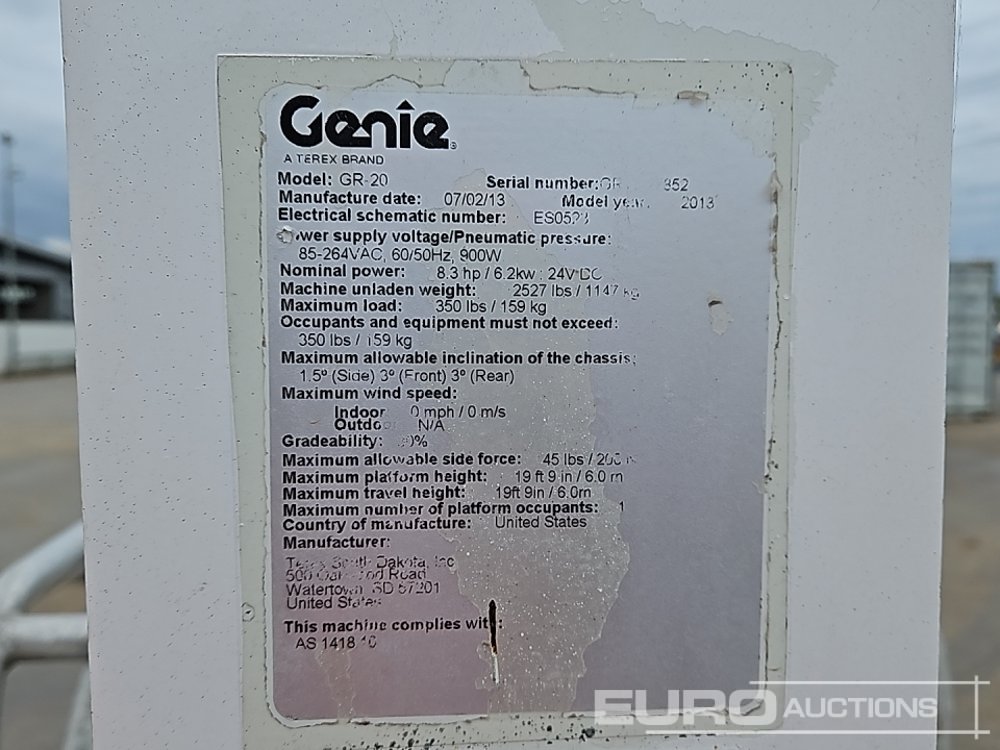 Genie
A TEREX BRAND
Model: GR-20 Serial number:
Manufacture date: 07/02/13 Model year: 2013
Electrical schematic number:
Power supply voltage/Pneumatic pressure:
85-264VAC, 60/50Hz, 900W
Nominal power: 8.3 hp / 6.2kw : 24V DC
Machine unladen weight: 2527 lbs / 1147 kg
Maximum load: 350 lbs / 159 kg
Occupants and equipment must not exceed:
350 lbs / 159 kg
Maximum allowable inclination of the chassis:
1.5º (Side) 3º (Front) 3º (Rear)
Maximum wind speed:
Indoor 0 mph / 0 m/s
Outdoor N/A
Gradeability:
Maximum allowable side force: 45 lbs /
Maximum platform height: 19 ft 9 in / 6.0 m
Maximum travel height: 19ft 9in / 6.0m
Maximum number of platform occupants: 1
Country of manufacture: United States
Manufacturer:
Terex South Dakota, Inc
500 Road
Watertown, SD 57201
United States
This machine complies with:
AS 1418
EURO AUCTIONS